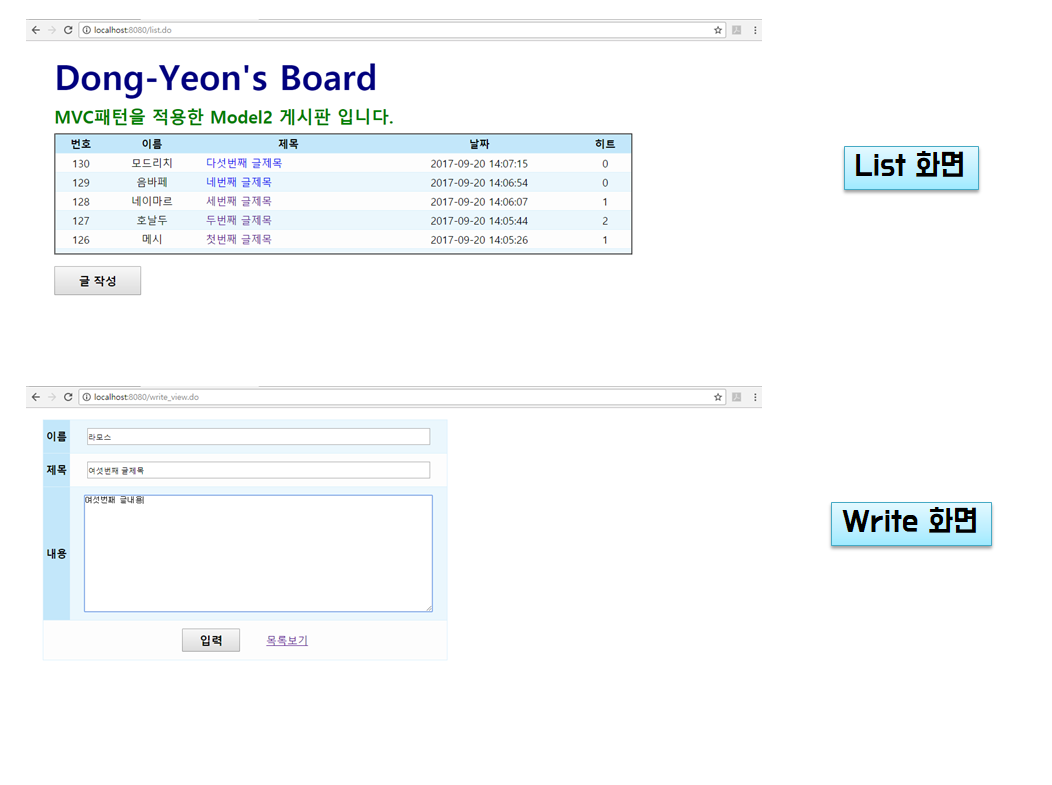 localhost:8080/list.do
Dong-Yeon's Board
MVC패턴을 적용한 Model2 게시판 입니다.
번호 이름 제목 날짜 히트
130 모드리치 다섯번째 글제목 2017-09-20 14:07:15 0
129 음바페 네번째 글제목 2017-09-20 14:06:54 0
128 네이마르 세번째 글제목 2017-09-20 14:06:07 1
127 호날두 두번째 글제목 2017-09-20 14:05:44 2
126 메시 첫번째 글제목 2017-09-20 14:05:26 1
글 작성
List 화면
localhost:8080/write_view.do
이름 라모스
제목 여섯번째 글제목
내용 여섯번째 글내용
입력 목록보기
Write 화면